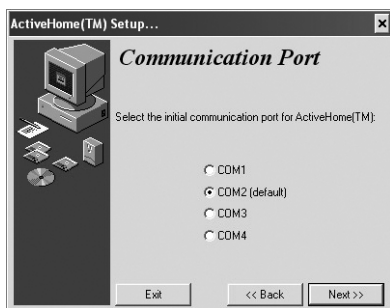 ActiveHome(TM) Setup...
Communication Port
Select the initial communication port for ActiveHome(TM):
COM1
COM2 (default)
COM3
COM4
Exit
<< Back
Next >>